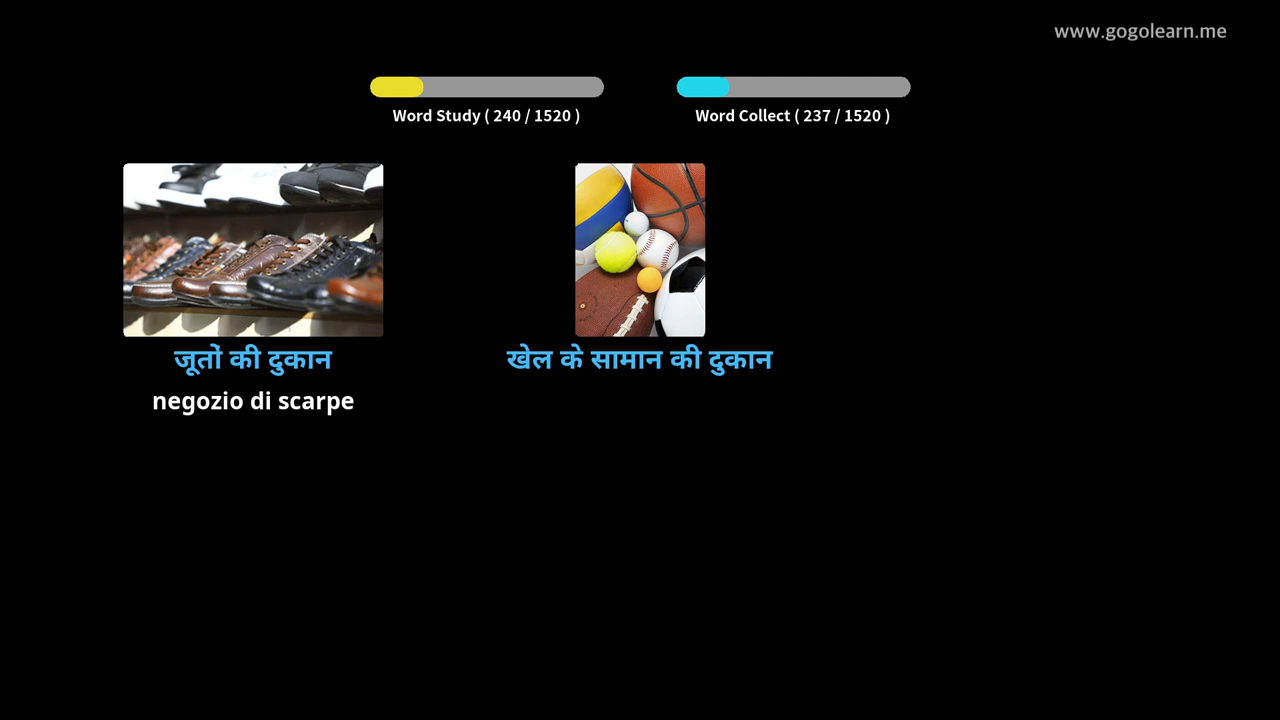 www.gogolearn.me
Word Study ( 240 / 1520 )
Word Collect ( 237 / 1520 )
जूतों की दुकान
खेल के सामान की दुकान
negozio di scarpe